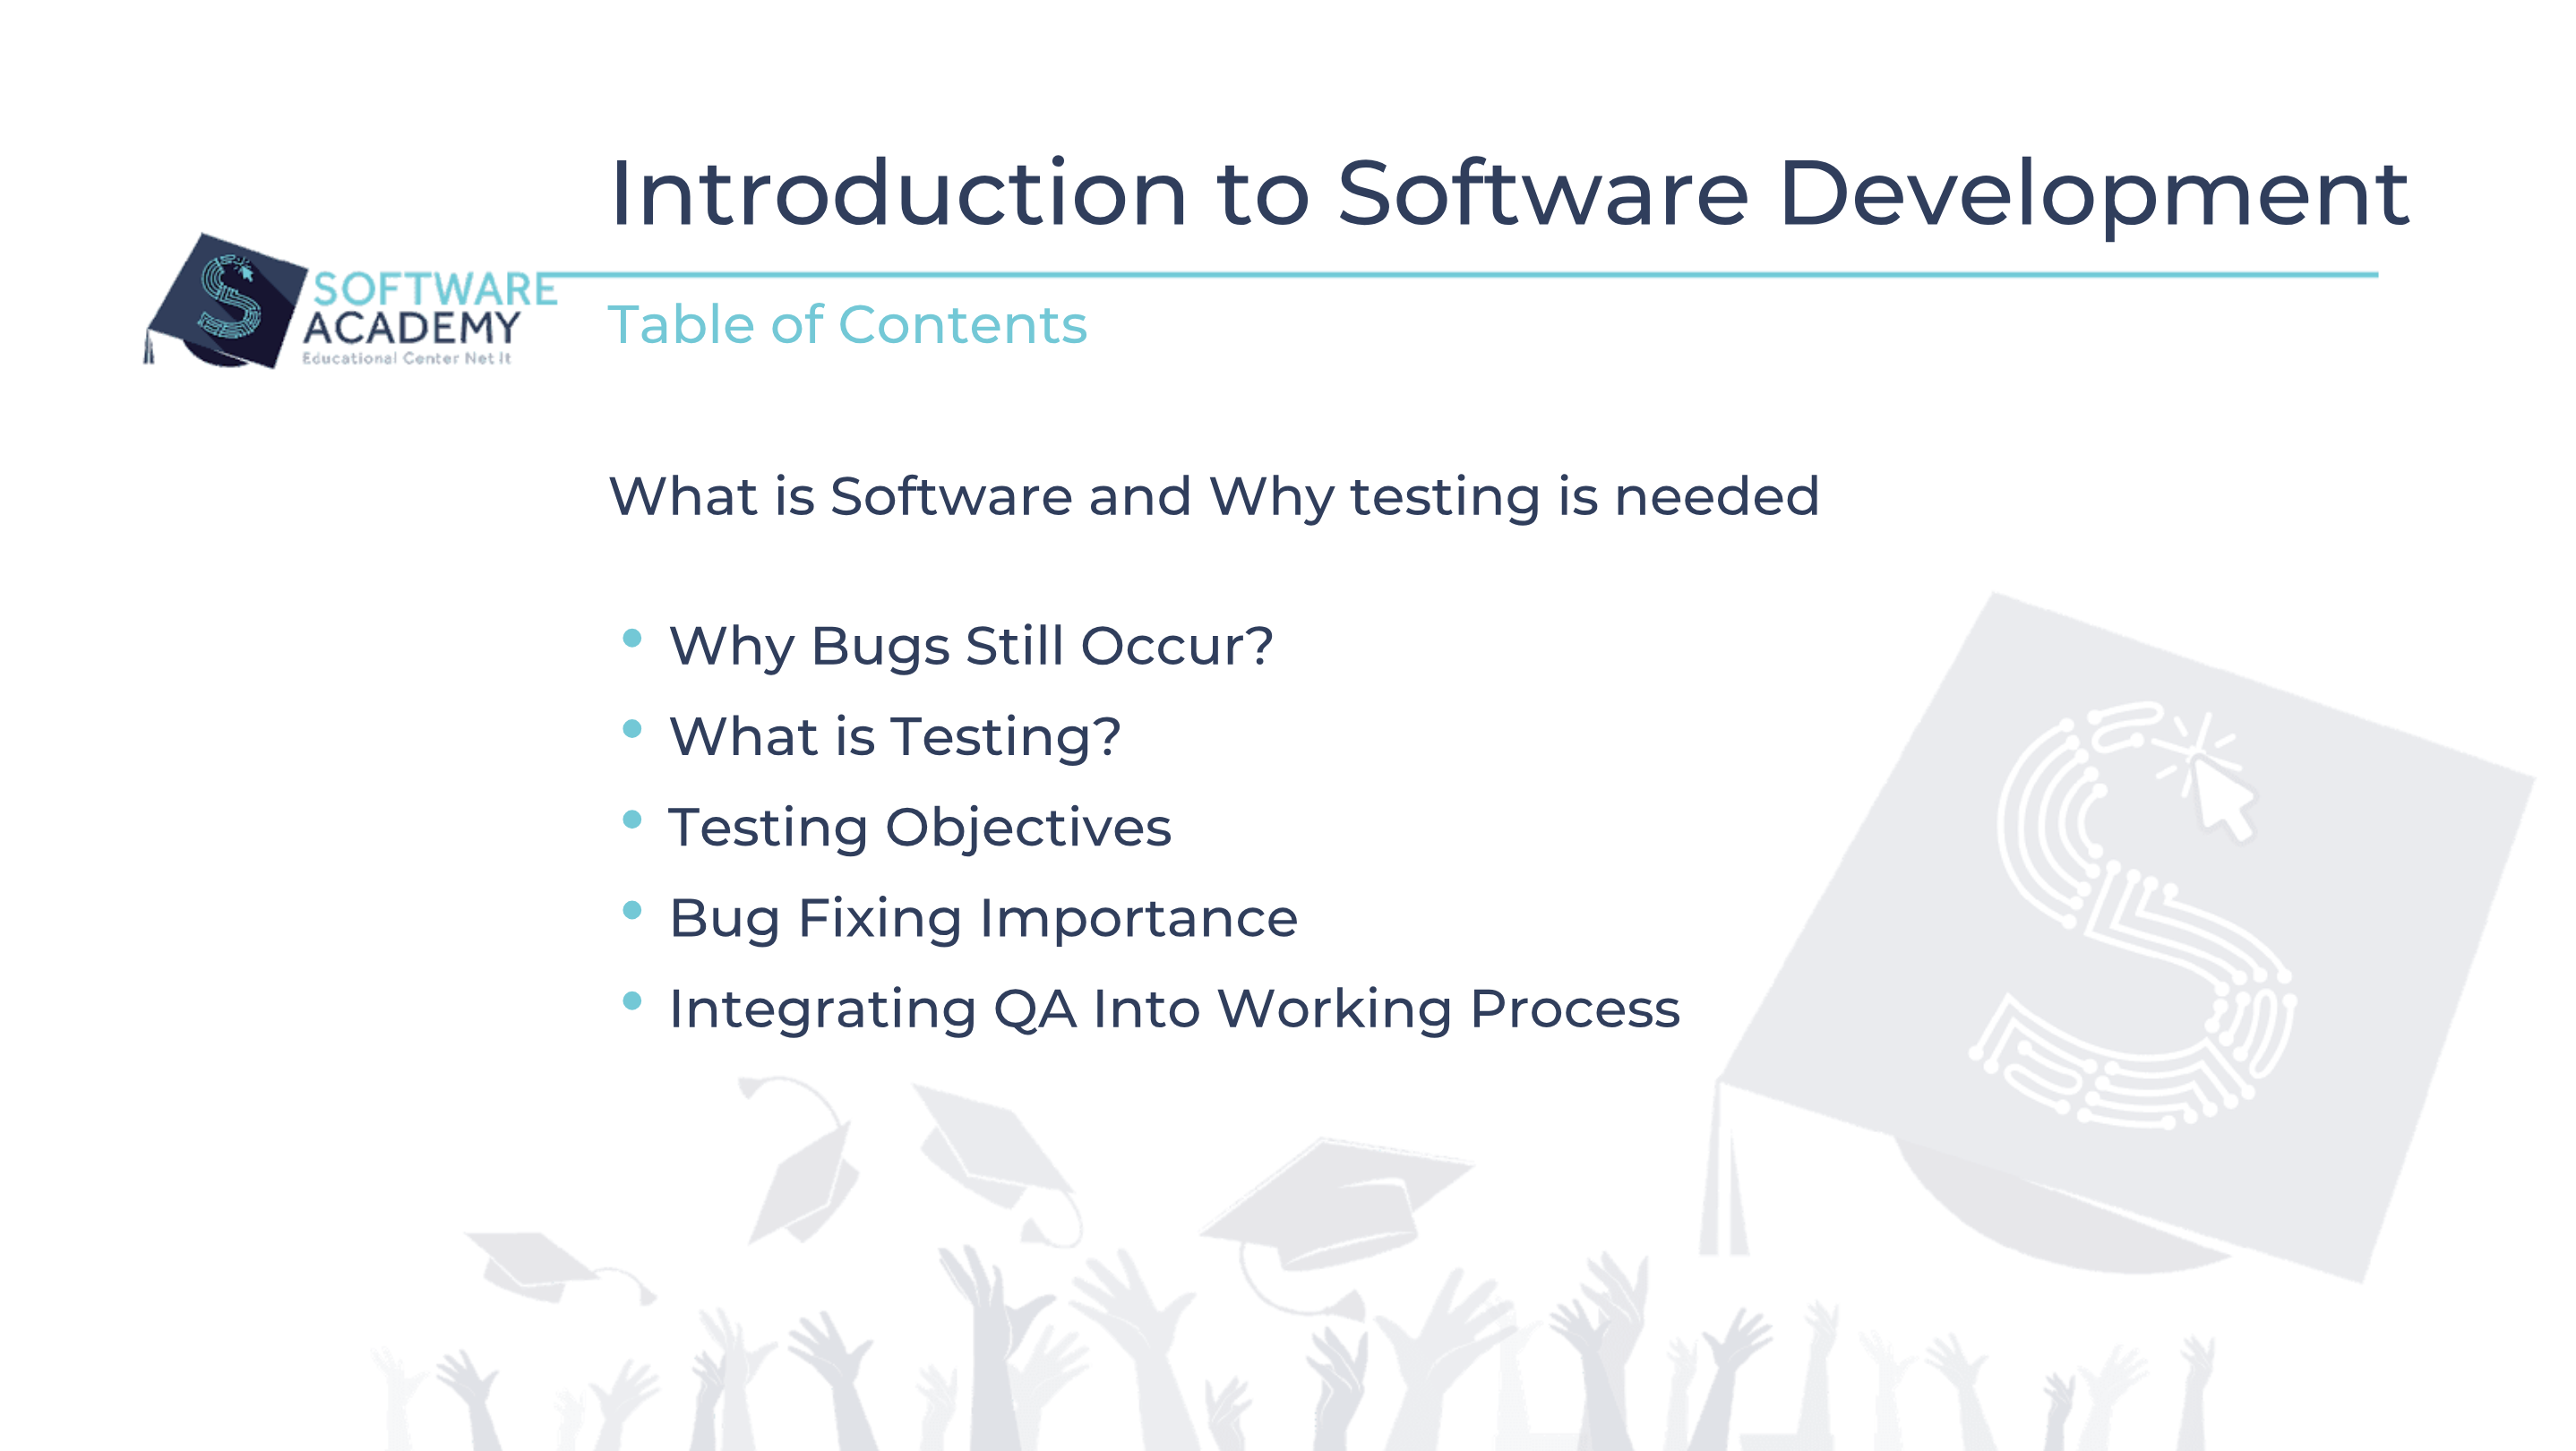 Introduction to Software Development
SOFTWARE
ACADEMY
Educational Center Net It
Table of Contents
What is Software and Why testing is needed
• Why Bugs Still Occur?
• What is Testing?
• Testing Objectives
• Bug Fixing Importance
• Integrating QA Into Working Process